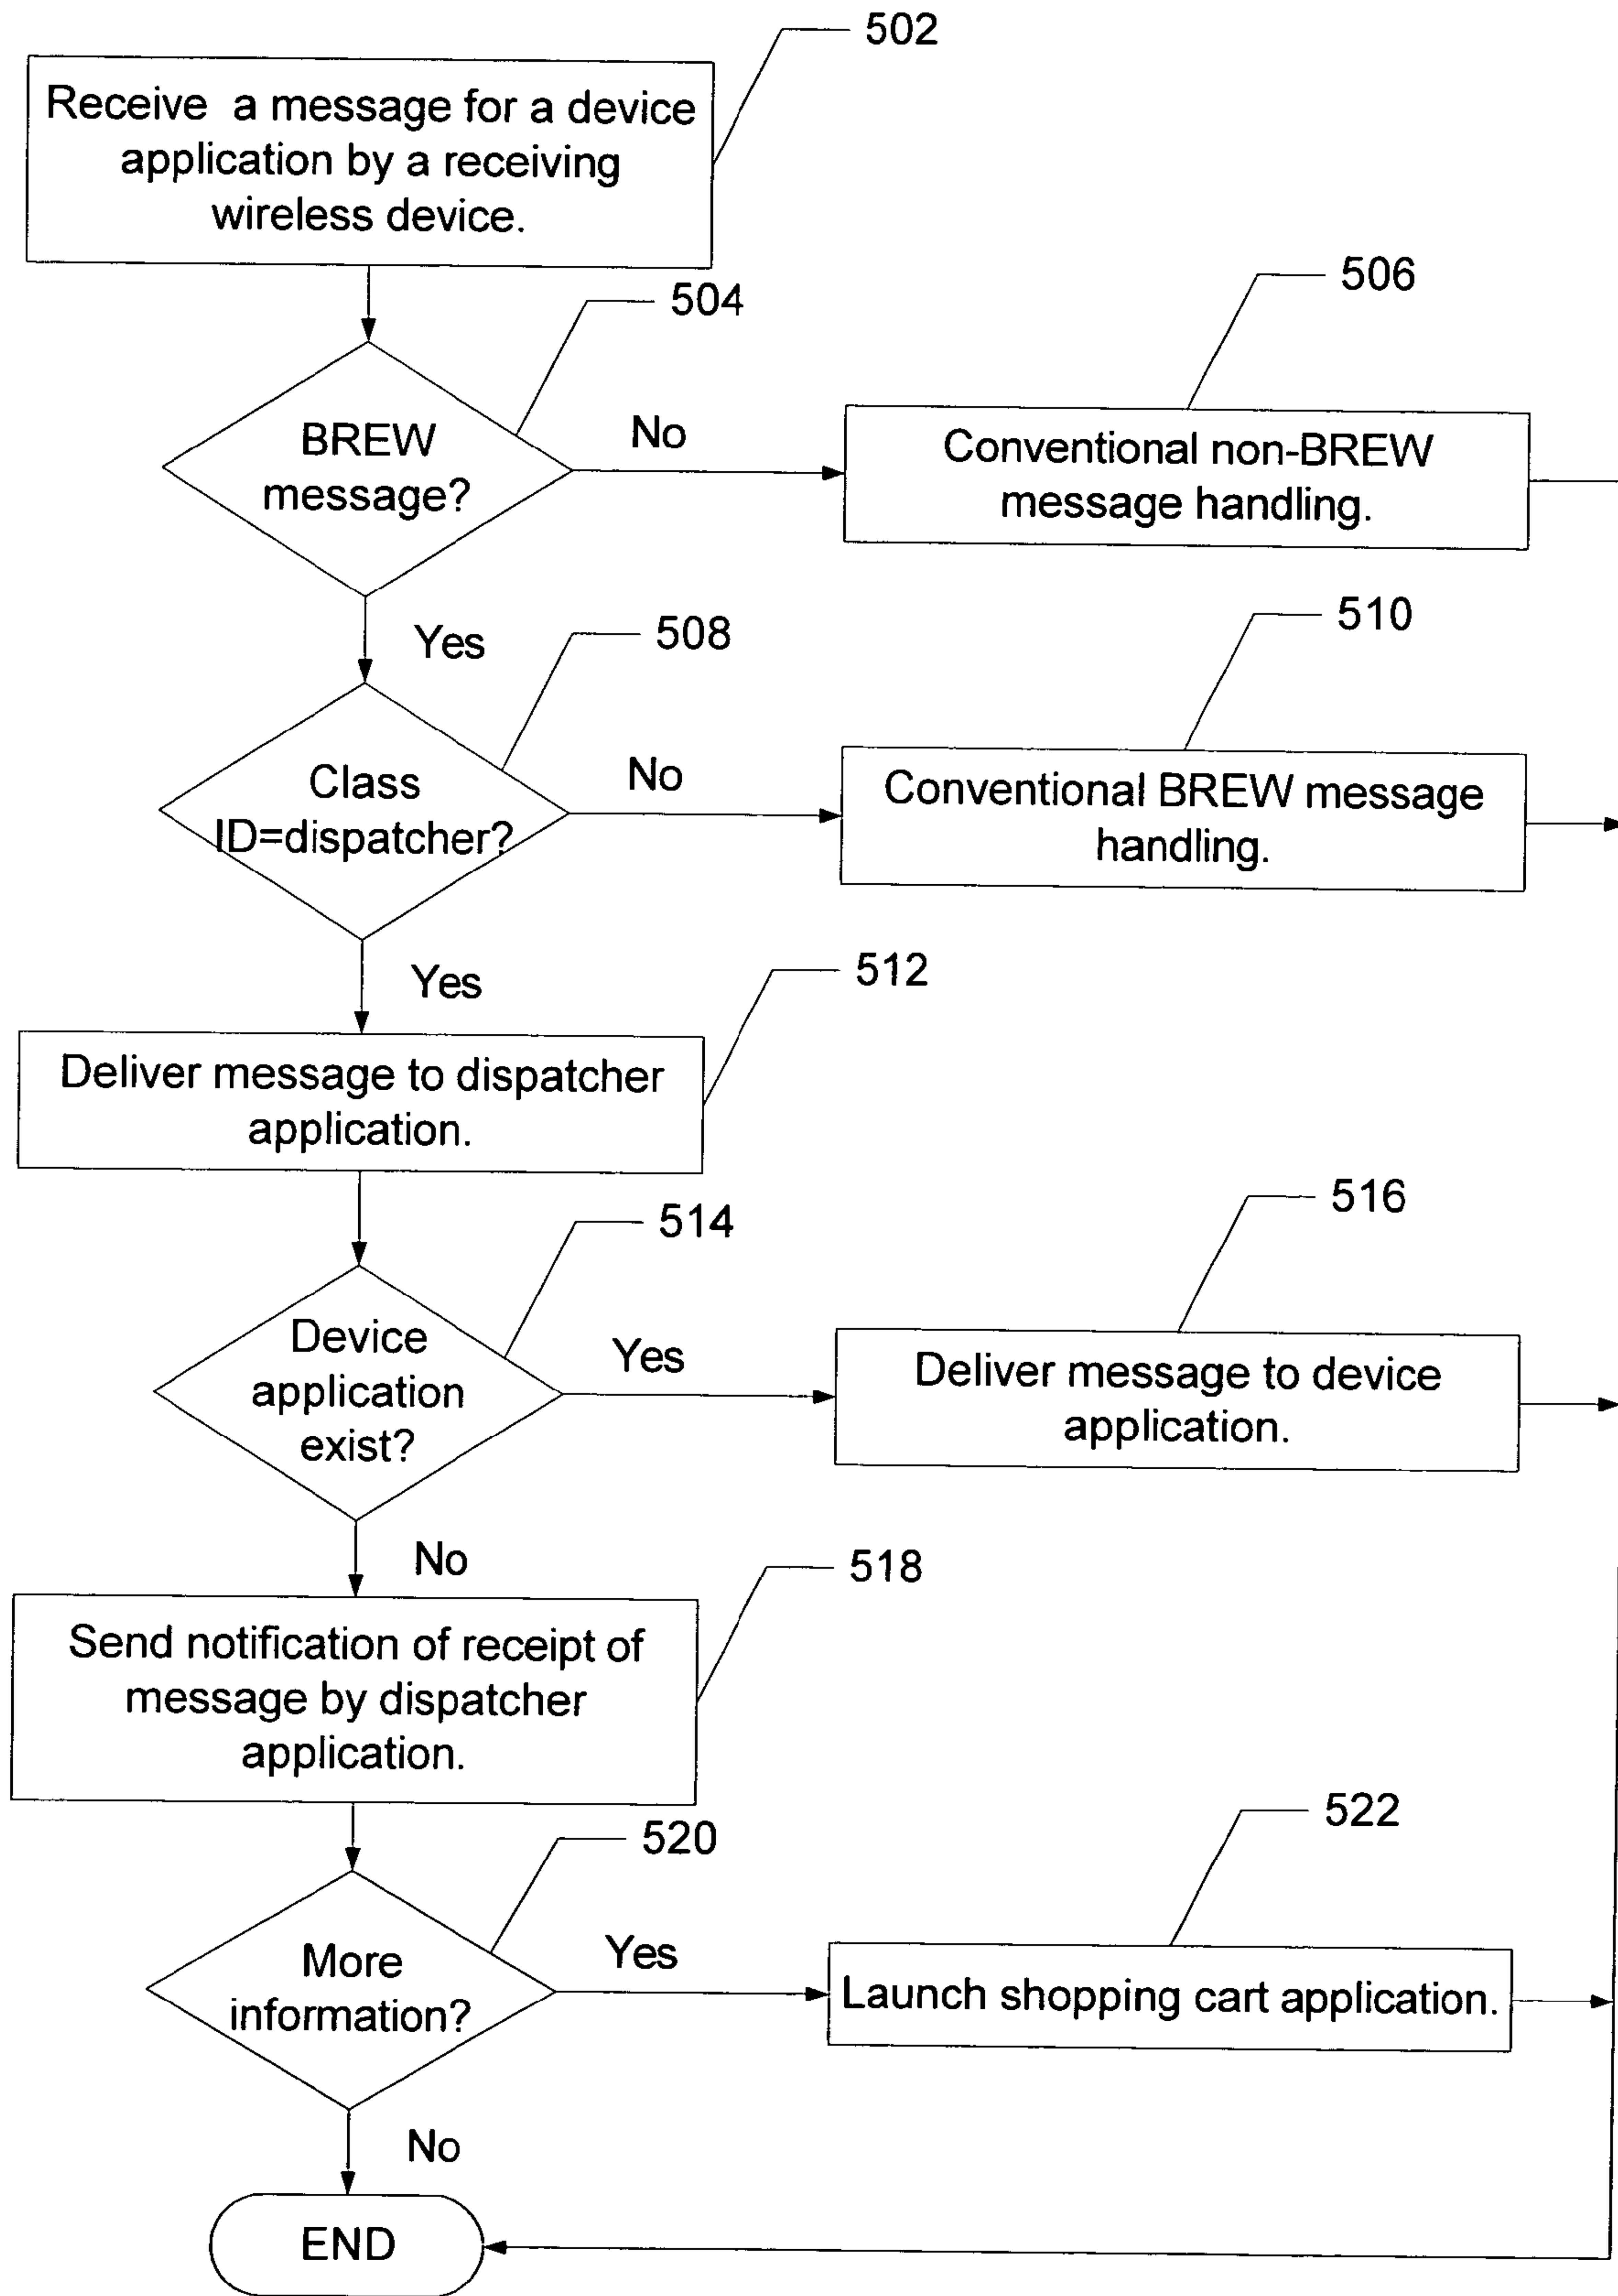 502
Receive a message for a device
application by a receiving
wireless device.
504
506
BREW
message?
No
Conventional non-BREW
message handling.
Yes
508
510
Class
ID=dispatcher?
No
Conventional BREW message
handling.
Yes
512
Deliver message to dispatcher
application.
514
516
Device
application
exist?
Yes
Deliver message to device
application.
No
518
Send notification of receipt of
message by dispatcher
application.
520
522
More
information?
Yes
Launch shopping cart application.
No
END